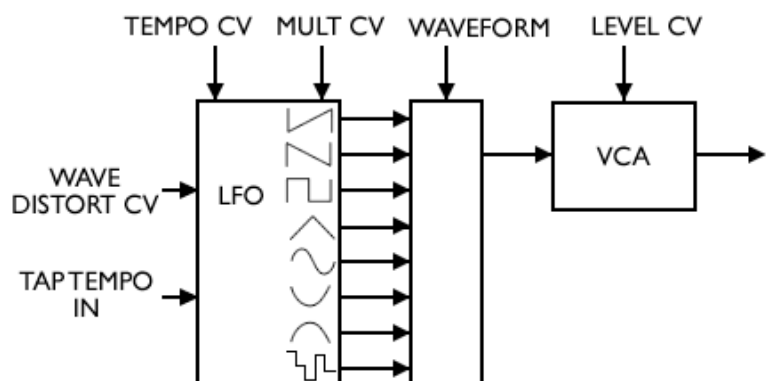 TEMPO CV
MULT CV
WAVEFORM
LEVEL CV
WAVE
DISTORT CV
LFO
VCA
TAP TEMPO
IN